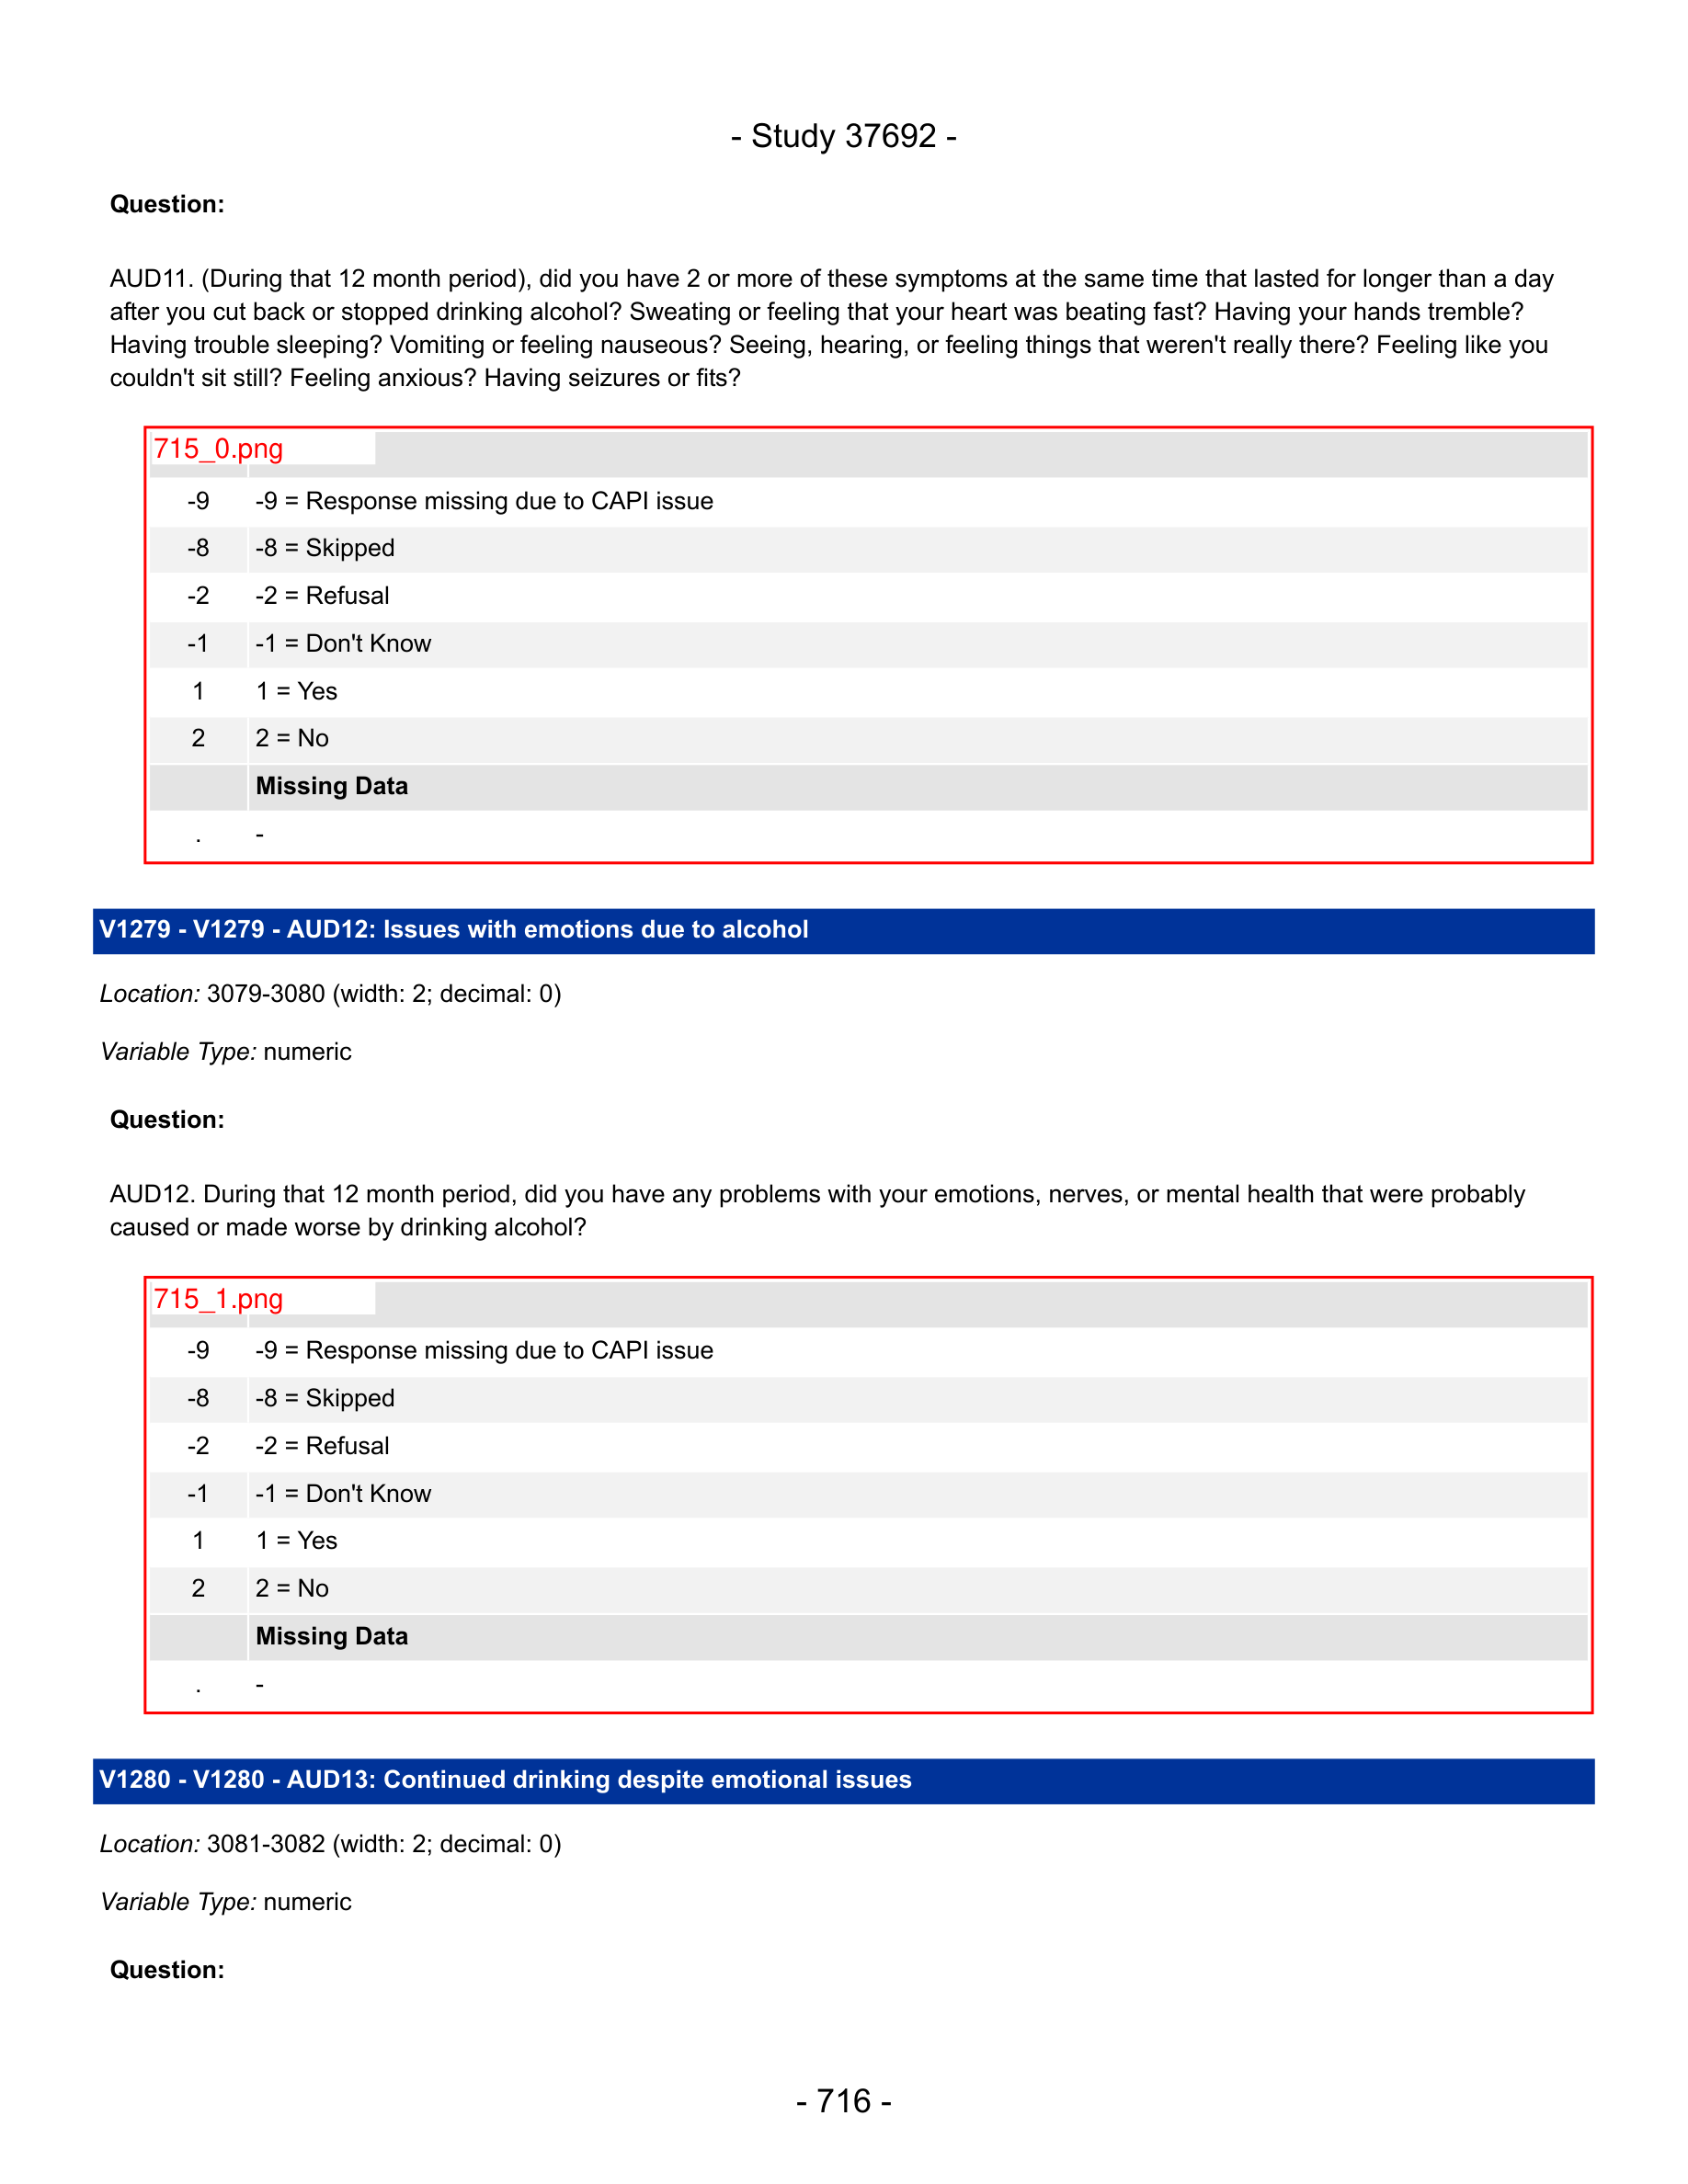 - Study 37692 -
Question:
AUD11. (During that 12 month period), did you have 2 or more of these symptoms at the same time that lasted for longer than a day
after you cut back or stopped drinking alcohol? Sweating or feeling that your heart was beating fast? Having your hands tremble?
Having trouble sleeping? Vomiting or feeling nauseous? Seeing, hearing, or feeling things that weren't really there? Feeling like you
couldn't sit still? Feeling anxious? Having seizures or fits?
715_0.png
-9 -9 = Response missing due to CAPI issue
-8 -8 = Skipped
-2 -2 = Refusal
-1 -1 = Don't Know
1 1 = Yes
2 2 = No
Missing Data
. -
V1279 - V1279 - AUD12: Issues with emotions due to alcohol
Location: 3079-3080 (width: 2; decimal: 0)
Variable Type: numeric
Question:
AUD12. During that 12 month period, did you have any problems with your emotions, nerves, or mental health that were probably
caused or made worse by drinking alcohol?
715_1.png
-9 -9 = Response missing due to CAPI issue
-8 -8 = Skipped
-2 -2 = Refusal
-1 -1 = Don't Know
1 1 = Yes
2 2 = No
Missing Data
. -
V1280 - V1280 - AUD13: Continued drinking despite emotional issues
Location: 3081-3082 (width: 2; decimal: 0)
Variable Type: numeric
Question:
- 716 -